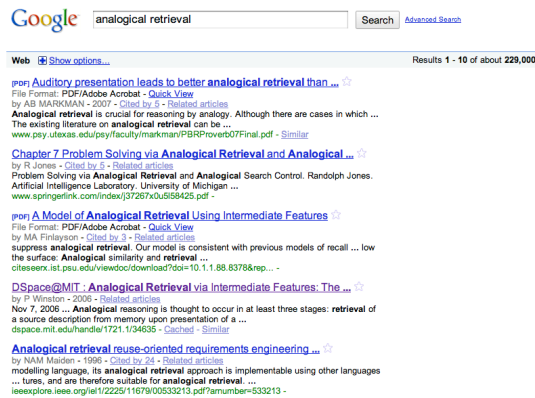 Google
analogical retrieval
Search
Advanced Search
Web Show options...
Results 1 - 10 of about 229,000
[PDF] Auditory presentation leads to better analogical retrieval than ...
File Format: PDF/Adobe Acrobat - Quick View
by AB MARKMAN - 2007 - Cited by 5 - Related articles
Analogical retrieval is crucial for reasoning by analogy. Although there are cases in which ...
The existing literature on analogical retrieval can be ...
www.psy.utexas.edu/psy/faculty/markman/PBRProverb07Final.pdf - Similar
Chapter 7 Problem Solving via Analogical Retrieval and Analogical ...
by R Jones - Cited by 5 - Related articles
Problem Solving via Analogical Retrieval and Analogical Search Control. Randolph Jones.
Artificial Intelligence Laboratory. University of Michigan ...
www.springerlink.com/index/j37267x0u5l58425.pdf -
[PDF] A Model of Analogical Retrieval Using Intermediate Features
File Format: PDF/Adobe Acrobat - Quick View
by MA Finlayson - Cited by 3 - Related articles
suppress analogical retrieval. Our model is consistent with previous models of recall ... low
the surface: Analogical similarity and retrieval ...
citeseerx.ist.psu.edu/viewdoc/download?doi=10.1.1.88.8378&rep... -
DSpace@MIT : Analogical Retrieval via Intermediate Features: The ...
by P Winston - 2006 - Related articles
Nov 7, 2006 ... Analogical reasoning is thought to occur in at least three stages: retrieval of
a source description from memory upon presentation of a ...
dspace.mit.edu/handle/1721.1/34635 - Cached - Similar
Analogical retrieval reuse-oriented requirements engineering ...
by NAM Maiden - 1996 - Cited by 24 - Related articles
modelling language, its analogical retrieval approach is implementable using other languages
... tures, and are therefore suitable for analogical retrieval. ...
ieeexplore.ieee.org/iel1/2225/11679/00533213.pdf?arnumber=533213 -